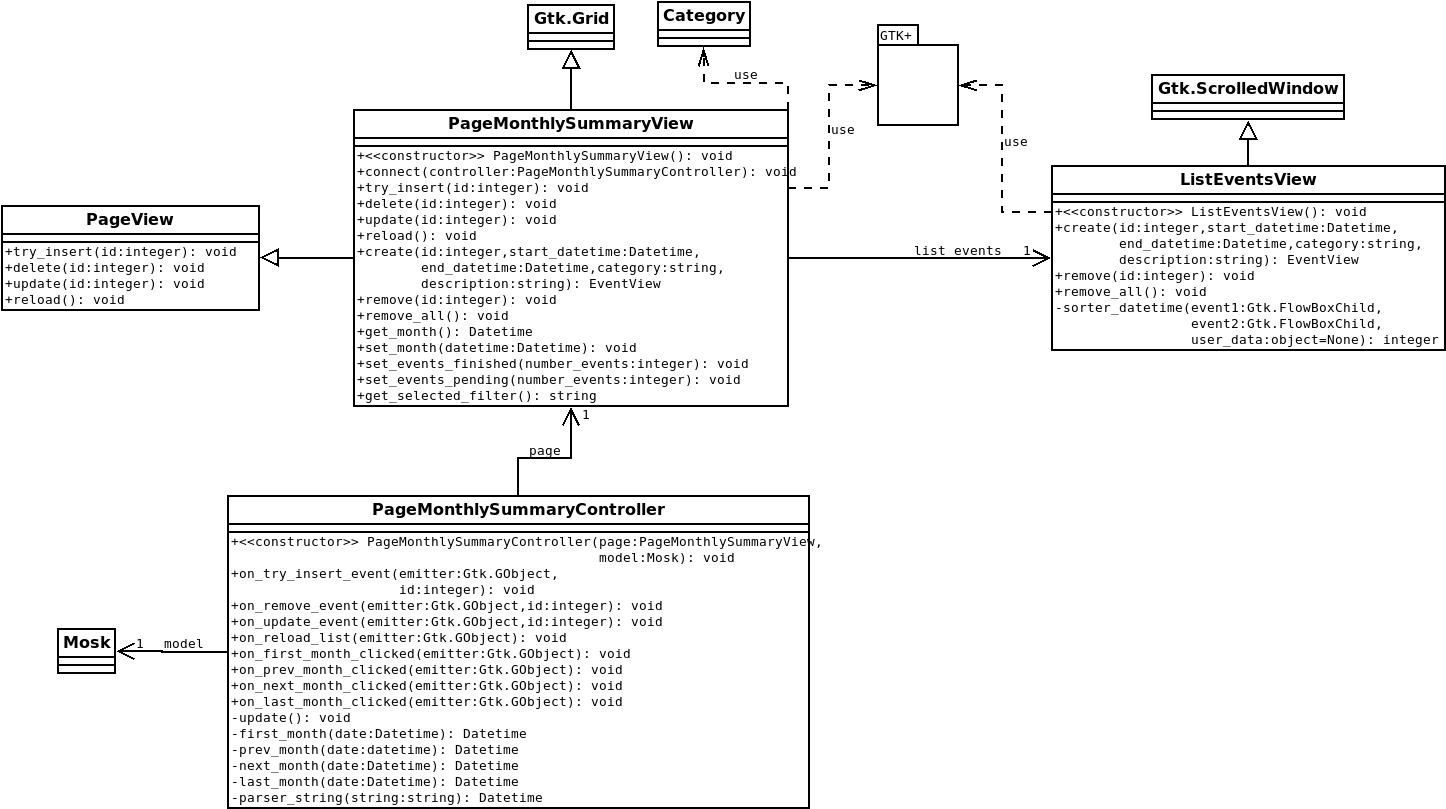 Gtk.Grid
Category
GTK+
use
use
use
Gtk.ScrolledWindow
PageMonthlySummaryView
+<<constructor>> PageMonthlySummaryView(): void
+connect(controller:PageMonthlySummaryController): void
+try_insert(id:integer): void
+delete(id:integer): void
+update(id:integer): void
+reload(): void
+create(id:integer,start_datetime:Datetime,
end_datetime:Datetime,category:string,
description:string): EventView
+remove(id:integer): void
+remove_all(): void
+get_month(): Datetime
+set_month(datetime:Datetime): void
+set_events_finished(number_events:integer): void
+set_events_pending(number_events:integer): void
+get_selected_filter(): string
PageView
+try_insert(id:integer): void
+delete(id:integer): void
+update(id:integer): void
+reload(): void
list events 1
ListEventsView
+<<constructor>> ListEventsView(): void
+create(id:integer,start_datetime:Datetime,
end_datetime:Datetime,category:string,
description:string): EventView
+remove(id:integer): void
+remove_all(): void
-sorter_datetime(event1:Gtk.FlowBoxChild,
event2:Gtk.FlowBoxChild,
user_data:object=None): integer
1
page
PageMonthlySummaryController
+<<constructor>> PageMonthlySummaryController(page:PageMonthlySummaryView,
model:Mosk): void
+on_try_insert_event(emitter:Gtk.GObject,
id:integer): void
+on_remove_event(emitter:Gtk.GObject,id:integer): void
+on_update_event(emitter:Gtk.GObject,id:integer): void
+on_reload_list(emitter:Gtk.GObject): void
+on_first_month_clicked(emitter:Gtk.GObject): void
+on_prev_month_clicked(emitter:Gtk.GObject): void
+on_next_month_clicked(emitter:Gtk.GObject): void
+on_last_month_clicked(emitter:Gtk.GObject): void
-update(): void
-first_month(date:Datetime): Datetime
-prev_month(date:datetime): Datetime
-next_month(date:Datetime): Datetime
-last_month(date:Datetime): Datetime
-parser_string(string:string): Datetime
Mosk
1 model